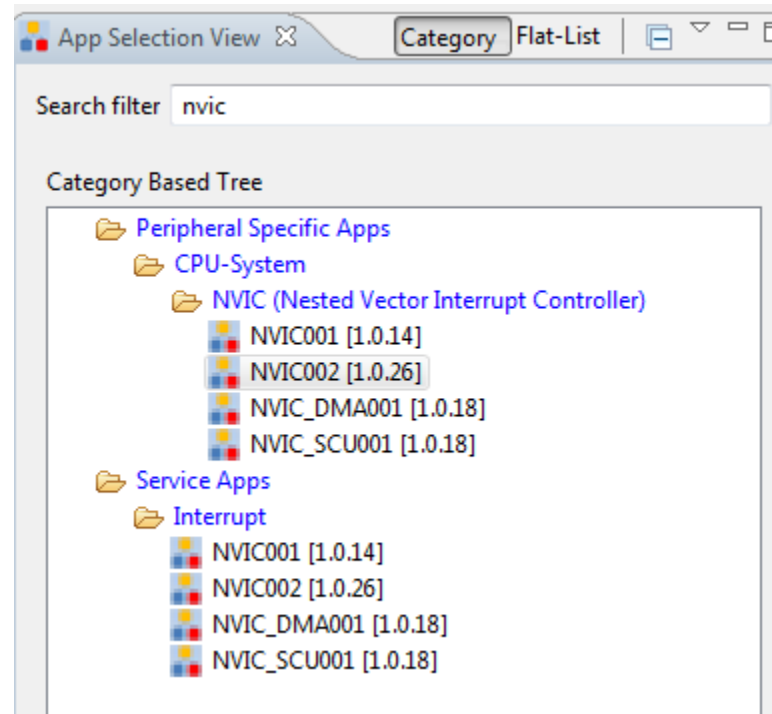 App Selection View Category Flat-List
Search filter nvic
Category Based Tree
Peripheral Specific Apps
CPU-System
NVIC (Nested Vector Interrupt Controller)
NVIC001 [1.0.14]
NVIC002 [1.0.26]
NVIC_DMA001 [1.0.18]
NVIC_SCU001 [1.0.18]
Service Apps
Interrupt
NVIC001 [1.0.14]
NVIC002 [1.0.26]
NVIC_DMA001 [1.0.18]
NVIC_SCU001 [1.0.18]